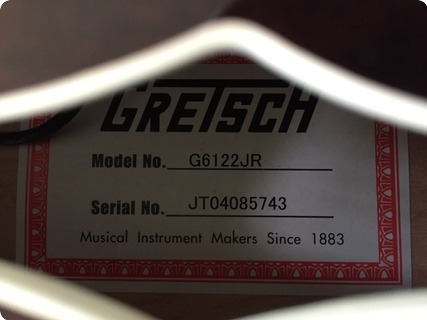 GRETSCH
Model No. G6122JR
Serial No. JT04085743
Musical Instrument Makers Since 1883